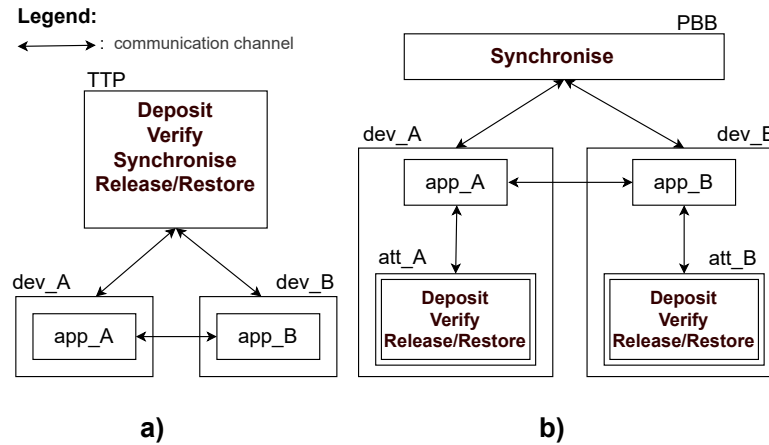 Legend:
: communication channel
TTP
Deposit
Verify
Synchronise
Release/Restore
dev_A
dev_B
app_A
app_B
a)
PBB
Synchronise
dev_A
dev_B
app_A
app_B
att_A
att_B
Deposit
Verify
Release/Restore
Deposit
Verify
Release/Restore
b)